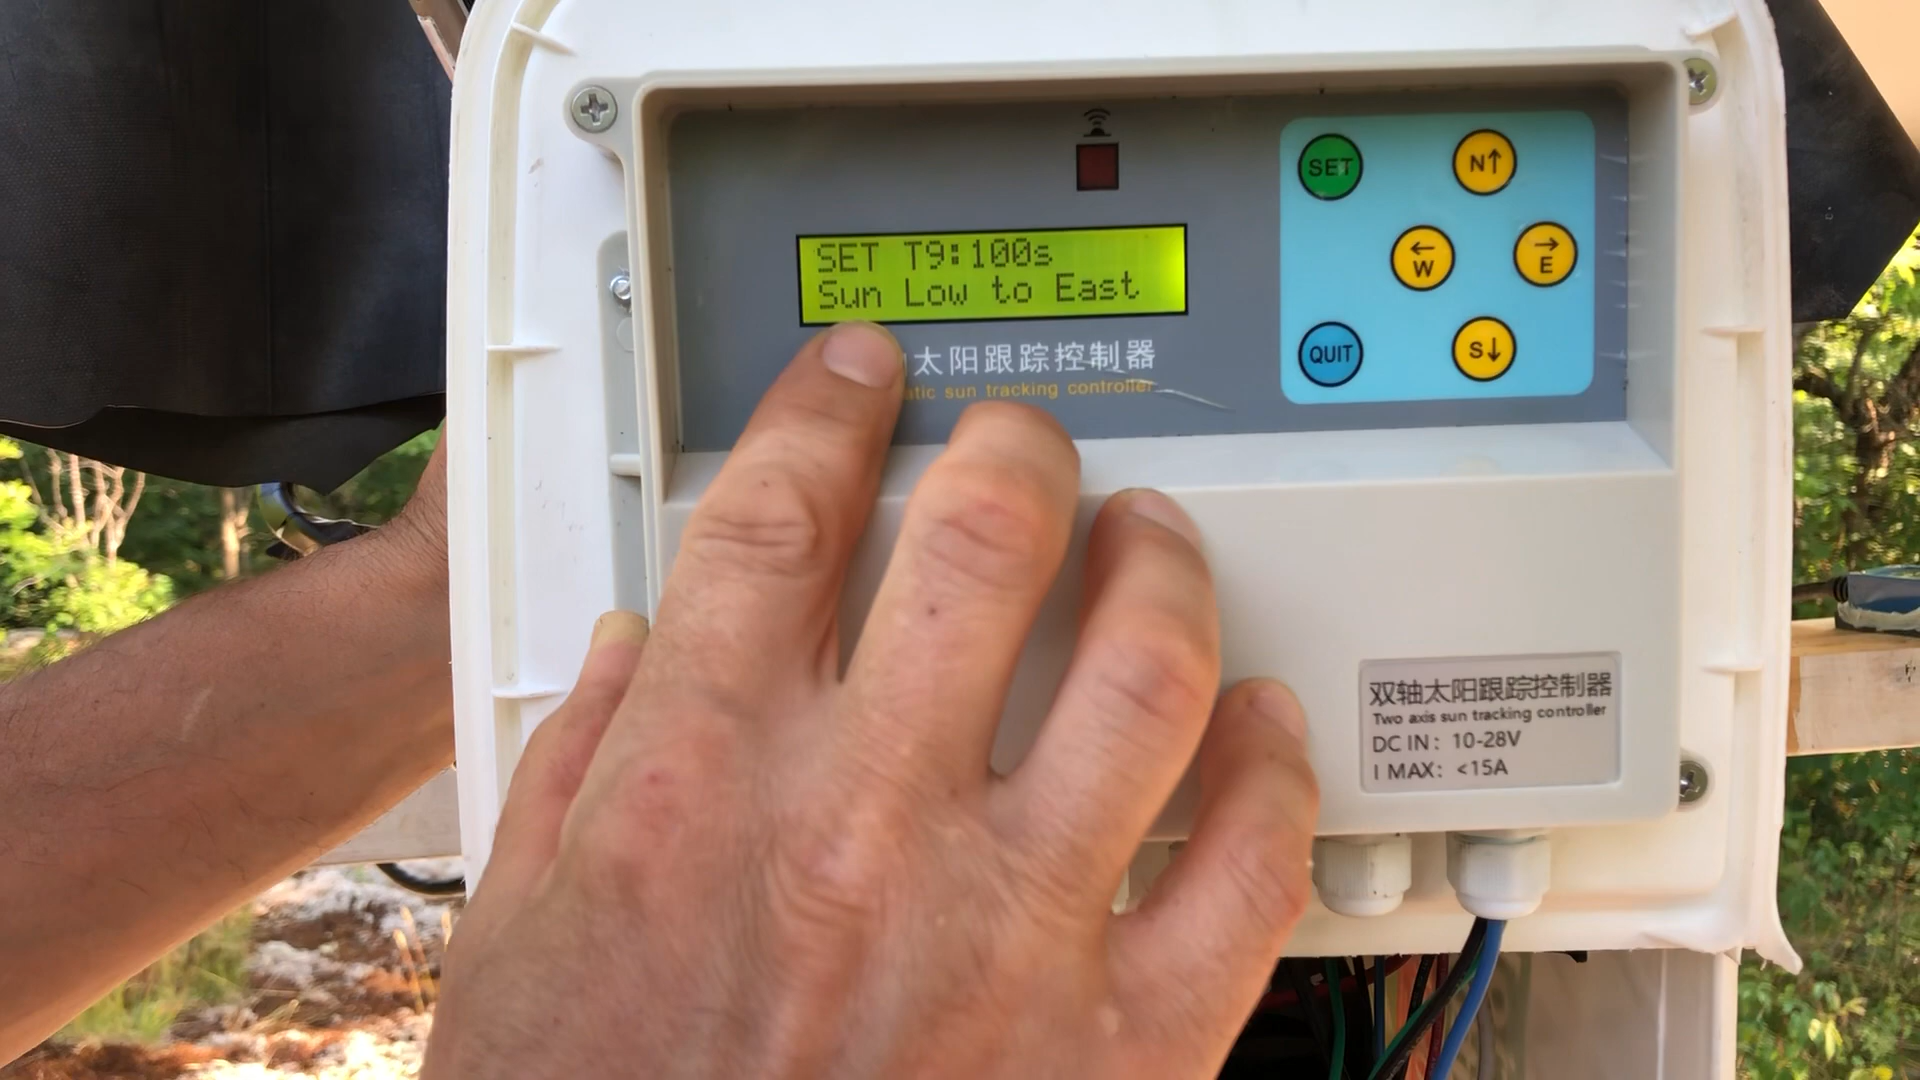 SET T9:100s
Sun Low to East
太阳跟踪控制器
sun tracking controller
SET
N↑
←
W
→
E
QUIT
S↓
双轴太阳跟踪控制器
Two axis sun tracking controller
DC IN: 10-28V
I MAX: <15A